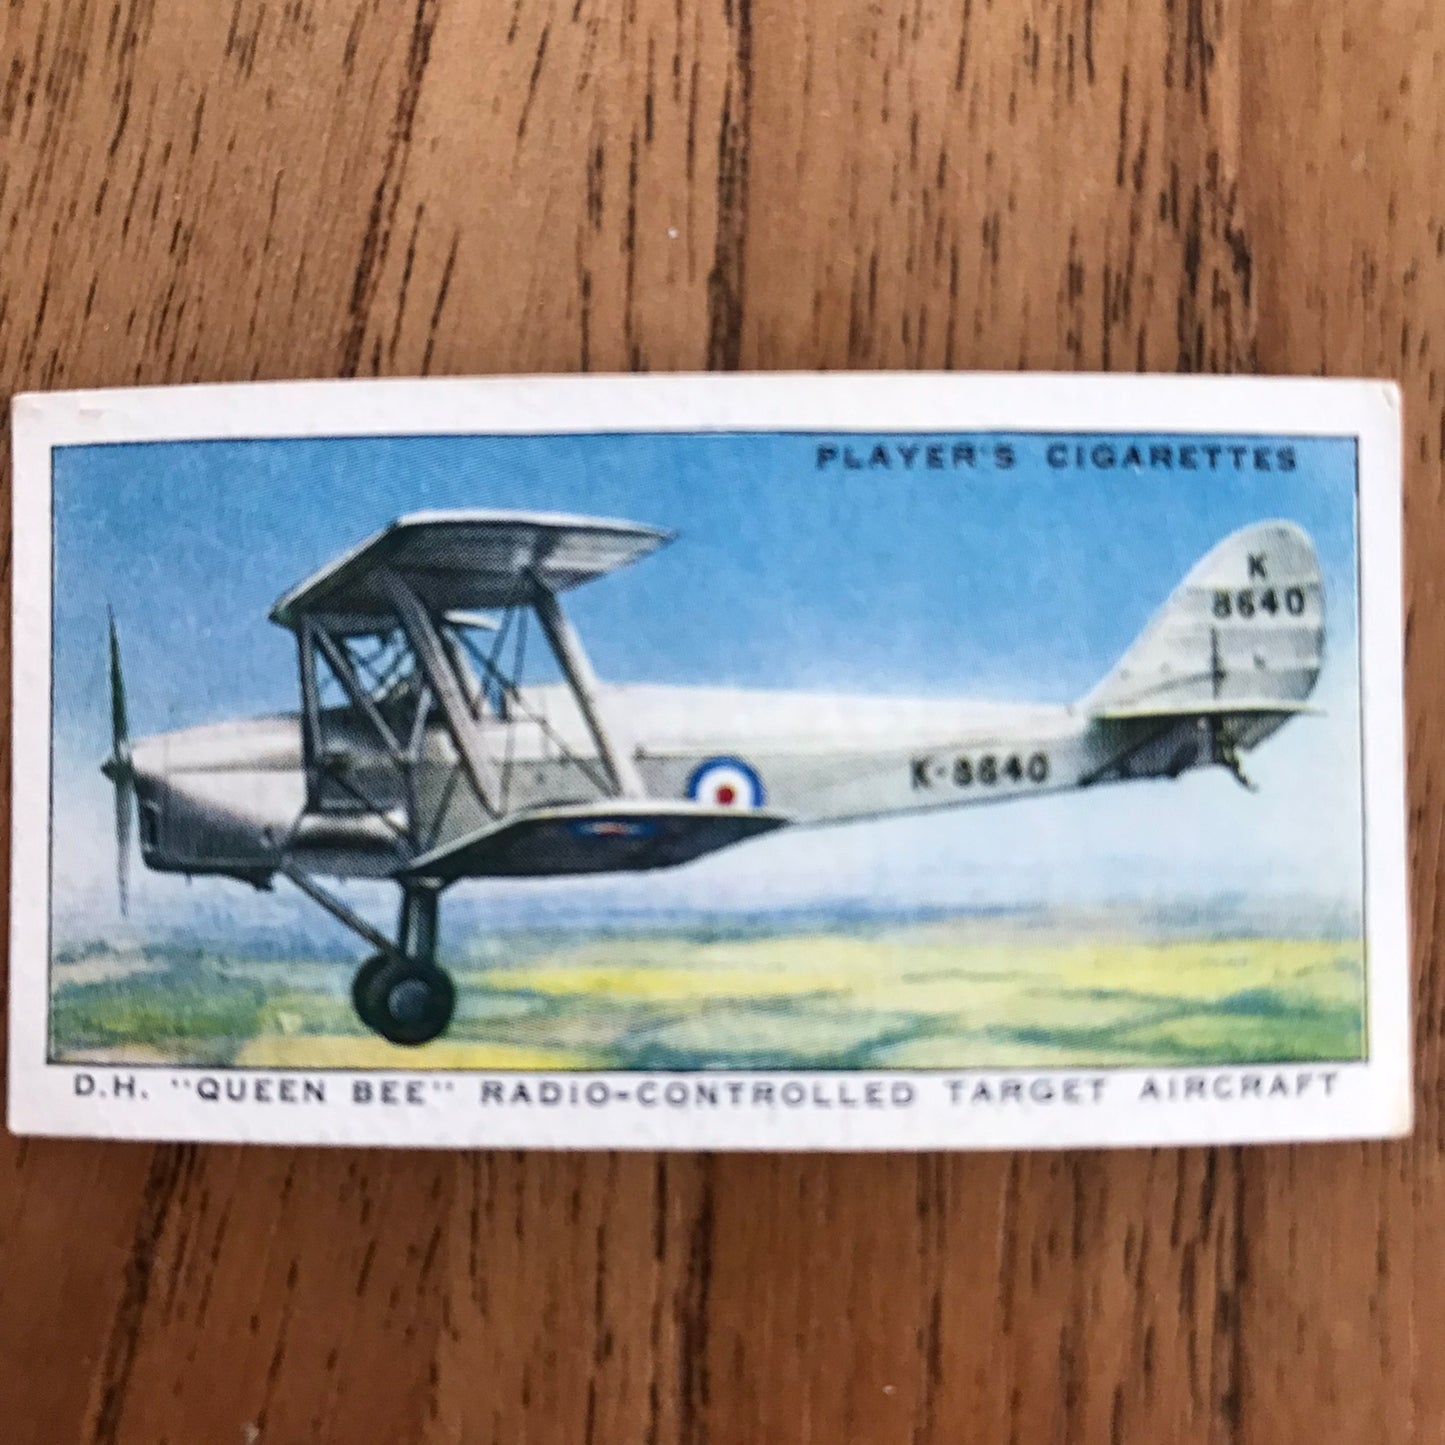 PLAYER'S CIGARETTES
K
8640
K-8640
D.H. "QUEEN BEE" RADIO-CONTROLLED TARGET AIRCRAFT